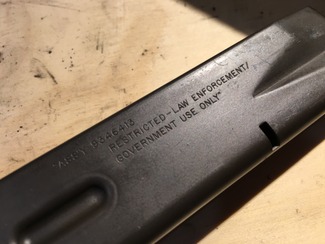 RESTRICTED-LAW ENFORCEMENT/
GOVERNMENT USE ONLY"